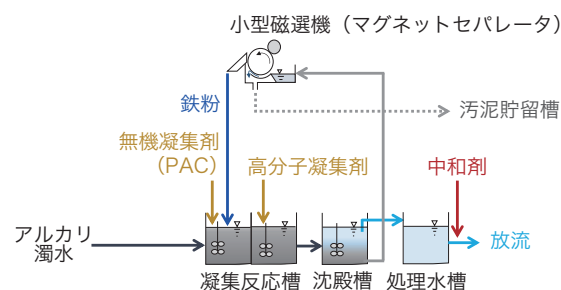 小型磁選機（マグネットセパレータ）
鉄粉
汚泥貯留槽
無機凝集剤
（PAC）
高分子凝集剤
中和剤
アルカリ
濁水
放流
凝集反応槽
沈殿槽
処理水槽